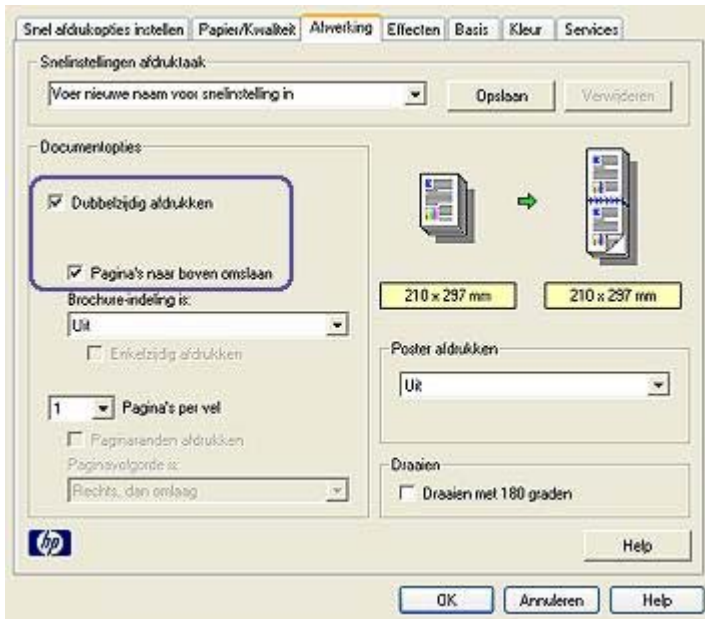 Snel afdrukopties instellen Papier/Kwaliteit Afwerking Effecten Basis Kleur Services
Snelinstellingen afdruktaak
Voer nieuwe naam voor snelinstelling in Opslaan Verwijderen
Documentopties
Dubbelzijdig afdrukken
Pagina's naar boven omslaan
Brochure-indeling is:
Uit
Enkelzijdig afdrukken
1 Pagina's per vel
Paginaranden afdrukken
Paginavolgorde is:
Rechts, dan omlaag
210 x 297 mm 210 x 297 mm
Poster afdrukken
Uit
Draaien
Draaien met 180 graden
hp Help
OK Annuleren Help